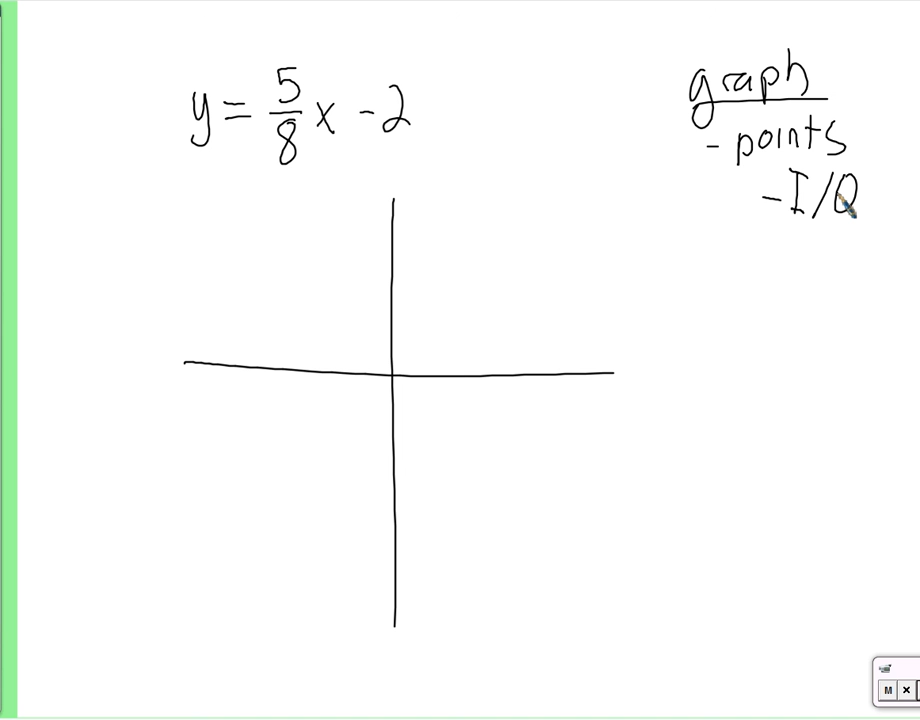 y = 5/8 x - 2
graph
- points
- I/Q
M ×